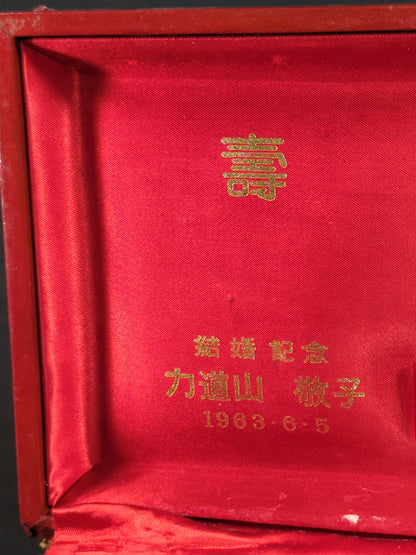 壽
結婚記念
力道山 敬子
1963・6・5